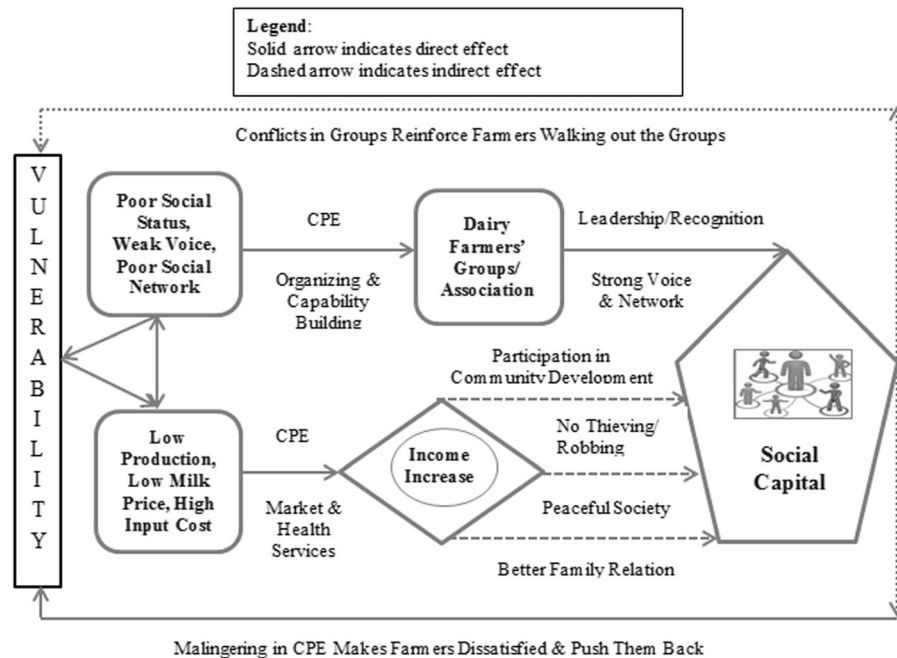 Legend:
Solid arrow indicates direct effect
Dashed arrow indicates indirect effect
Conflicts in Groups Reinforce Farmers Walking out the Groups
V
U
L
N
E
R
A
B
I
L
I
T
Y
Poor Social
Status,
Weak Voice,
Poor Social
Network
CPE
Organizing &
Capability
Building
Dairy
Farmers'
Groups/
Association
Leadership/Recognition
Strong Voice
& Network
Low
Production,
Low Milk
Price, High
Input Cost
CPE
Market &
Health
Services
Income
Increase
Participation in
Community Development
No Thieving/
Robbing
Peaceful Society
Better Family Relation
Social
Capital
Malingering in CPE Makes Farmers Dissatisfied & Push Them Back